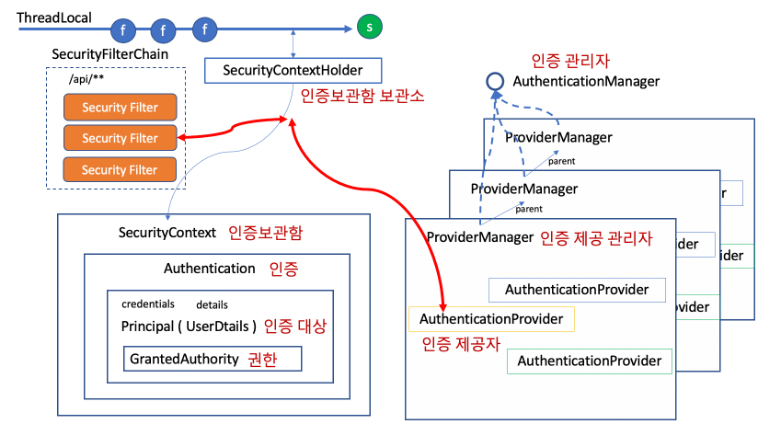 ThreadLocal
f
f
f
s
SecurityFilterChain
/api/**
Security Filter
Security Filter
Security Filter
SecurityContextHolder
인증보관함 보관소
인증 관리자
AuthenticationManager
ProviderManager
parent
ProviderManager
parent
ProviderManager 인증 제공 관리자
AuthenticationProvider
AuthenticationProvider
인증 제공자
AuthenticationProvider
r
ider
ider
ovider
SecurityContext 인증보관함
Authentication 인증
credentials details
Principal ( UserDtails ) 인증 대상
GrantedAuthority 권한